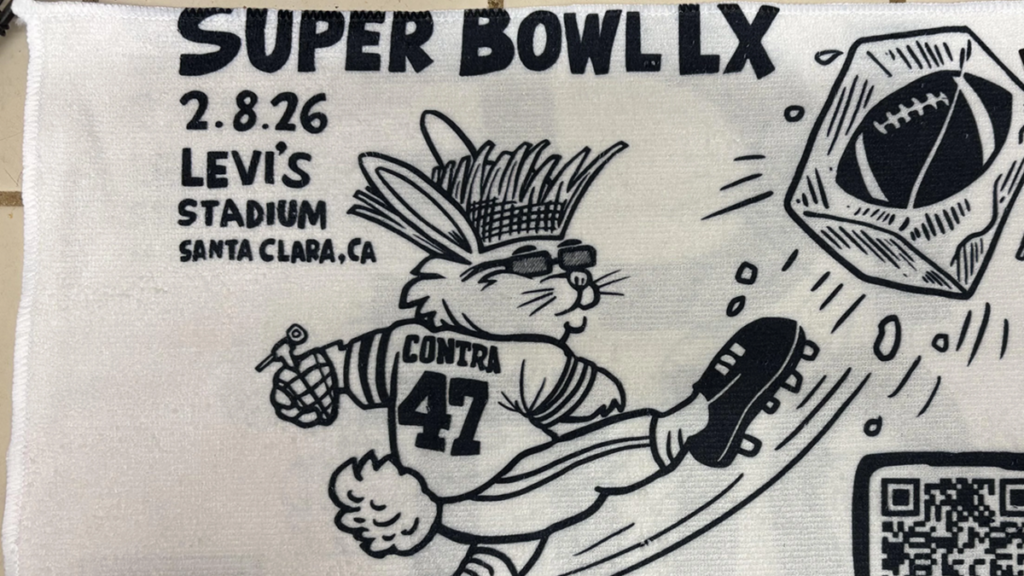 SUPER BOWL LX
2.8.26
LEVI'S
STADIUM
SANTA CLARA, CA
CONTRA
47